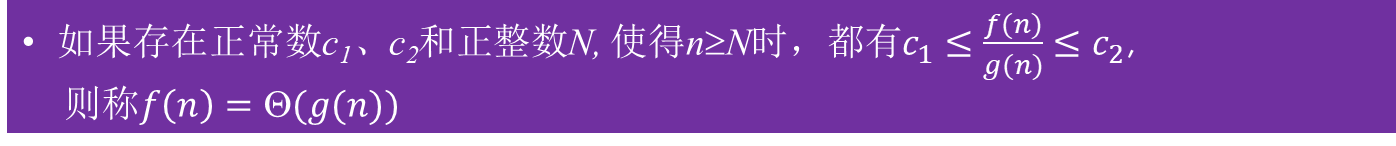 • 如果存在正常数c₁、c₂和正整数N, 使得n≥N时，都有c₁ ≤ f(n)/g(n) ≤ c₂,
则称f(n) = Θ(g(n))